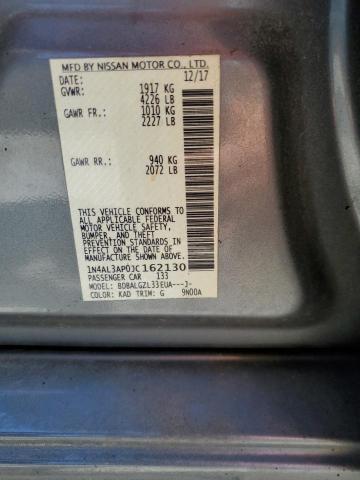 MFD BY NISSAN MOTOR CO., LTD.
DATE: 12/17
GVWR: 1917 KG
4226 LB
GAWR FR.: 1010 KG
2227 LB
GAWR RR.: 940 KG
2072 LB
THIS VEHICLE CONFORMS TO
ALL APPLICABLE FEDERAL
MOTOR VEHICLE SAFETY,
BUMPER, AND THEFT
PREVENTION STANDARDS IN
EFFECT ON THE DATE OF
MANUFACTURE SHOWN ABOVE.
1N4AL3AP0JC162130
PASSENGER CAR 133
MODEL: BDBALGZL33EUA---J-
COLOR: KAD TRIM: G 9N00A